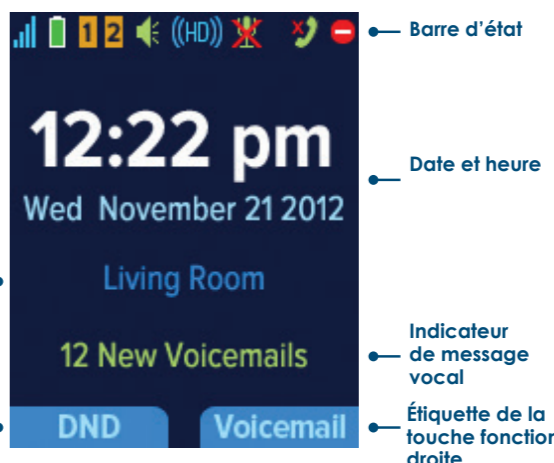 1 2 ((HD)) x
Barre d’état
12:22 pm
Date et heure
Wed November 21 2012
Living Room
12 New Voicemails
Indicateur
de message
vocal
DND Voicemail
Étiquette de la
touche fonction
droite